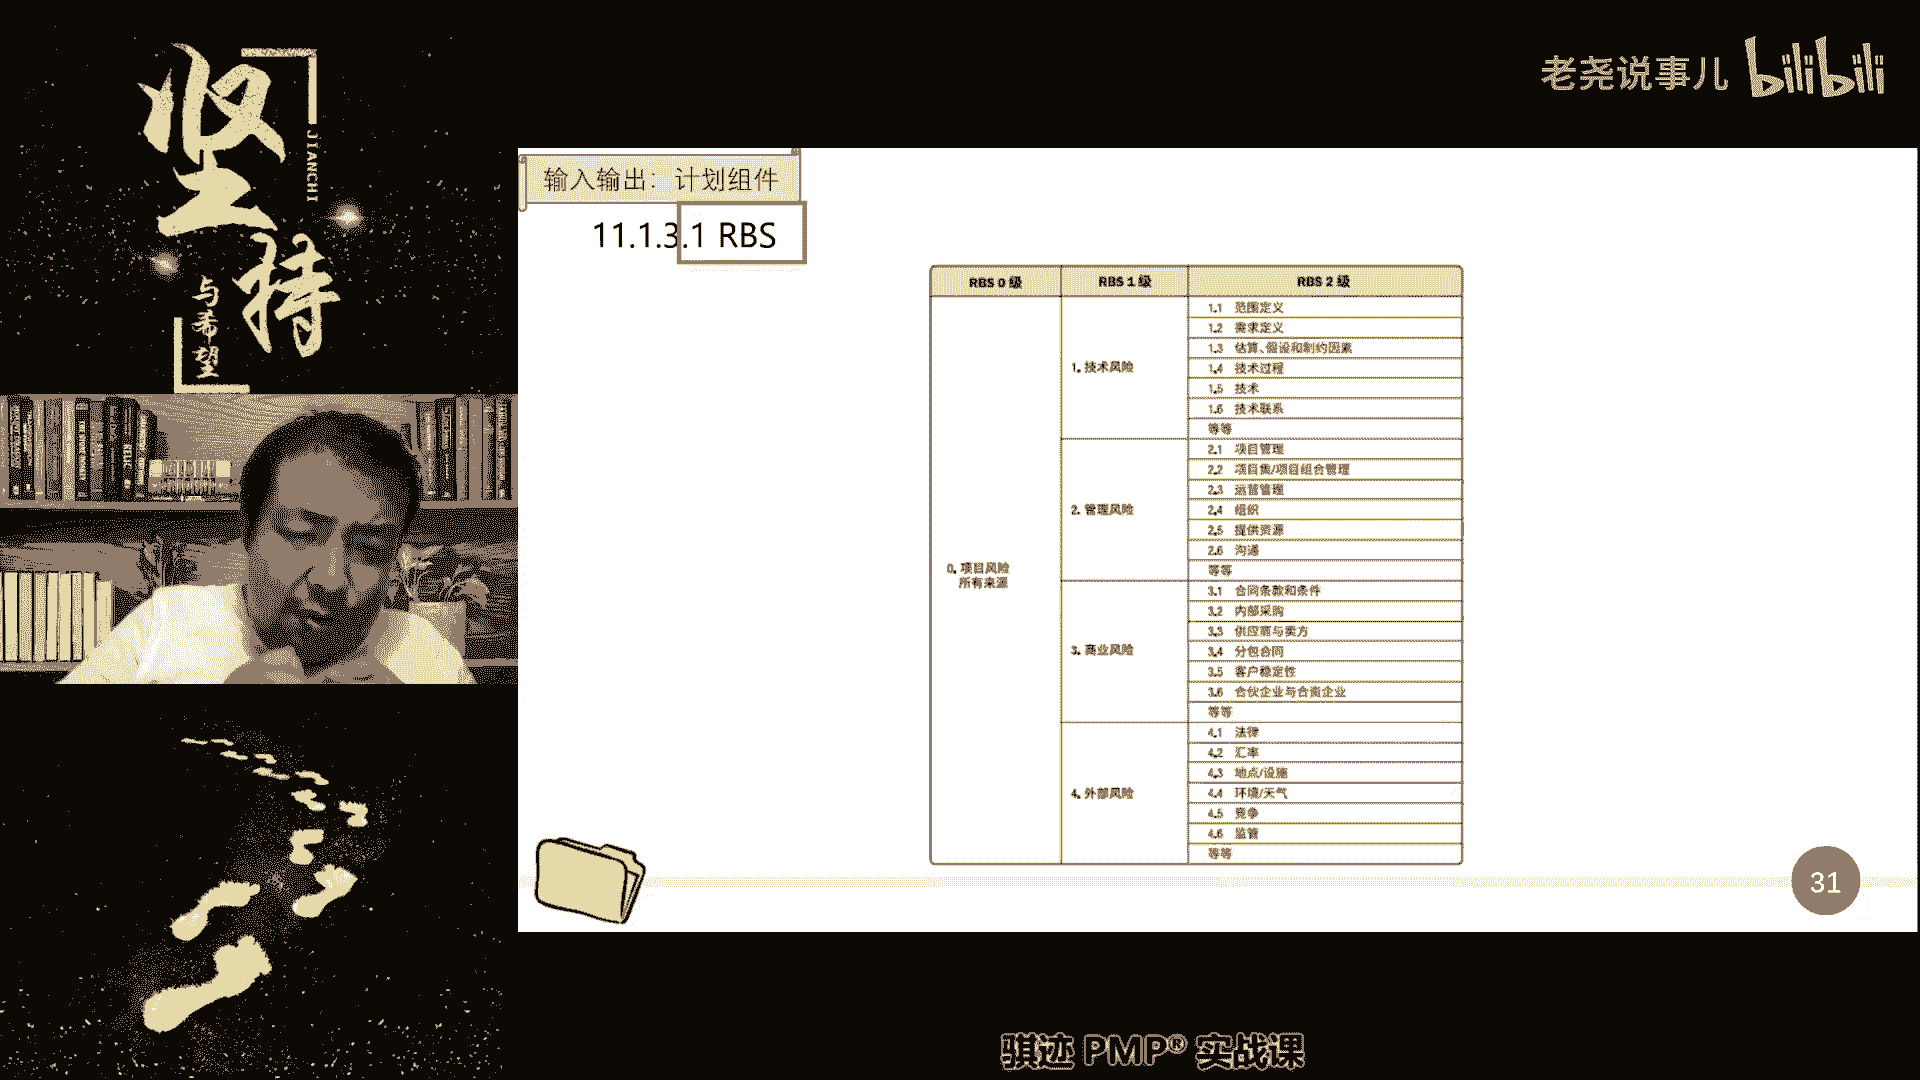 坚持
JIANCHI
与希望
老尧说事儿 bilibili
输入输出：计划组件
11.1.3.1 RBS
RBS 0 级 RBS 1 级 RBS 2 级
0. 项目风险所有来源
1. 技术风险
1.1 范围定义
1.2 需求定义
1.3 估算、假设和制约因素
1.4 技术过程
1.5 技术
1.6 技术联系
等等
2. 管理风险
2.1 项目管理
2.2 项目集/项目组合管理
2.3 运营管理
2.4 组织
2.5 提供资源
2.6 沟通
等等
3. 商业风险
3.1 合同条款和条件
3.2 内部采购
3.3 供应商与卖方
3.4 分包合同
3.5 客户稳定性
3.6 合伙企业与合资企业
等等
4. 外部风险
4.1 法律
4.2 汇率
4.3 地点/设施
4.4 环境/天气
4.5 竞争
4.6 监管
等等
31
骐迹 PMP® 实战课